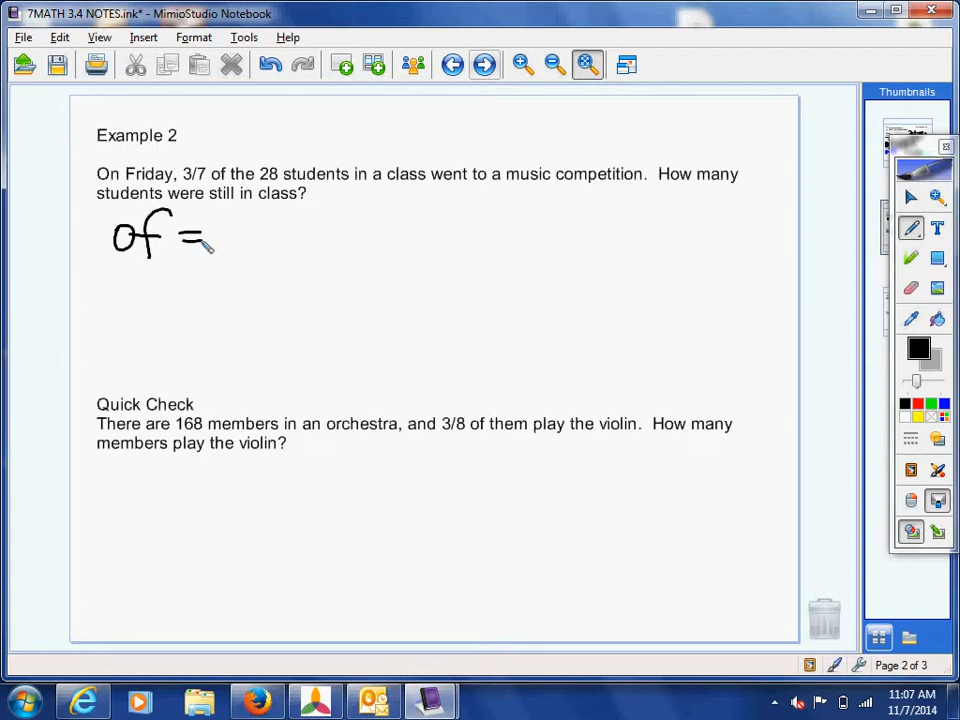 7MATH 3.4 NOTES.ink* - MimioStudio Notebook
File Edit View Insert Format Tools Help
Thumbnails
Example 2
On Friday, 3/7 of the 28 students in a class went to a music competition. How many
students were still in class?
of =
Quick Check
There are 168 members in an orchestra, and 3/8 of them play the violin. How many
members play the violin?
Page 2 of 3
11:07 AM
11/7/2014